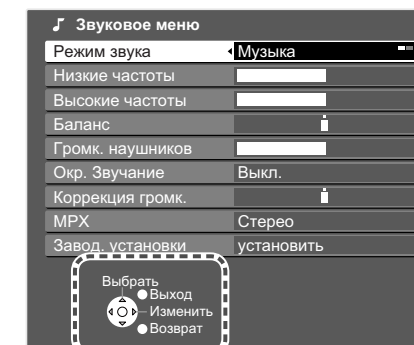 Звуковое меню
Режим звука Музыка
Низкие частоты
Высокие частоты
Баланс
Громк. наушников
Окр. Звучание Выкл.
Коррекция громк.
MPX Стерео
Завод. установки установить
Выбрать
Выход
Изменить
Возврат